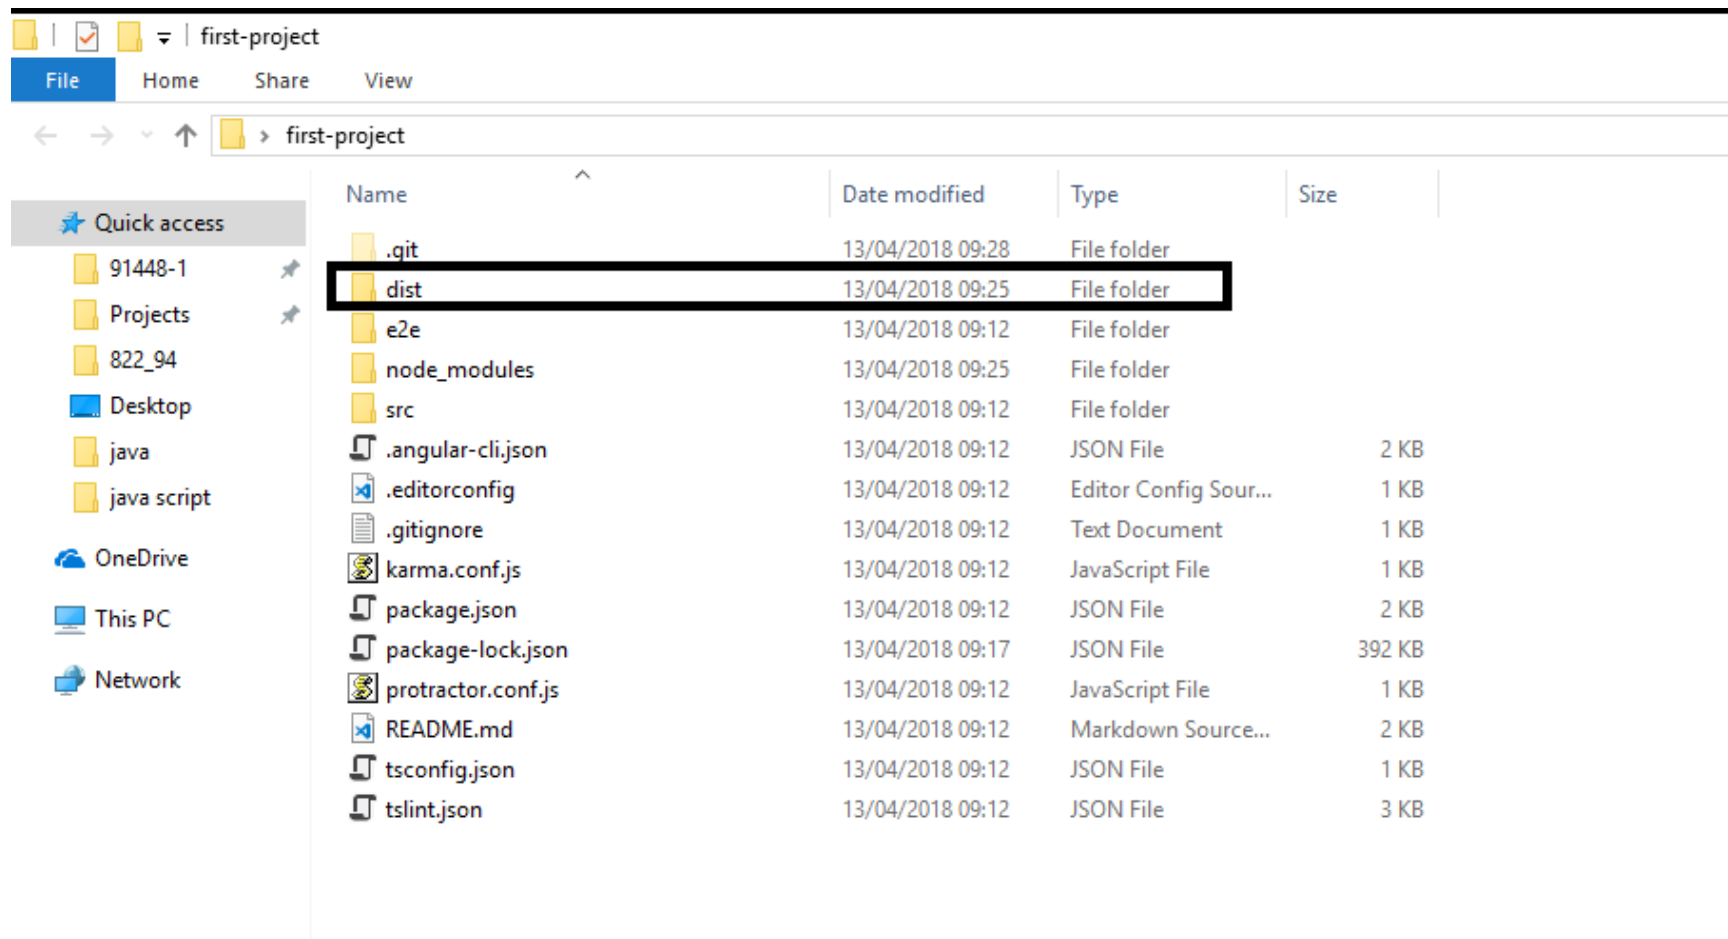 first-project
File Home Share View
first-project
Name Date modified Type Size
Quick access
91448-1
Projects
822_94
Desktop
java
java script
OneDrive
This PC
Network
.git 13/04/2018 09:28 File folder
dist 13/04/2018 09:25 File folder
e2e 13/04/2018 09:12 File folder
node_modules 13/04/2018 09:25 File folder
src 13/04/2018 09:12 File folder
.angular-cli.json 13/04/2018 09:12 JSON File 2 KB
.editorconfig 13/04/2018 09:12 Editor Config Sour... 1 KB
.gitignore 13/04/2018 09:12 Text Document 1 KB
karma.conf.js 13/04/2018 09:12 JavaScript File 1 KB
package.json 13/04/2018 09:12 JSON File 2 KB
package-lock.json 13/04/2018 09:17 JSON File 392 KB
protractor.conf.js 13/04/2018 09:12 JavaScript File 1 KB
README.md 13/04/2018 09:12 Markdown Source... 2 KB
tsconfig.json 13/04/2018 09:12 JSON File 1 KB
tslint.json 13/04/2018 09:12 JSON File 3 KB